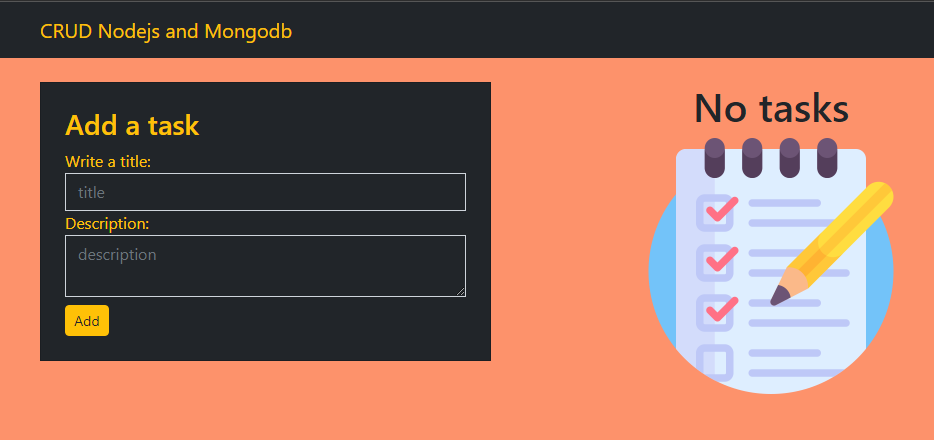 CRUD Nodejs and Mongodb
Add a task
Write a title:
title
Description:
description
Add
No tasks